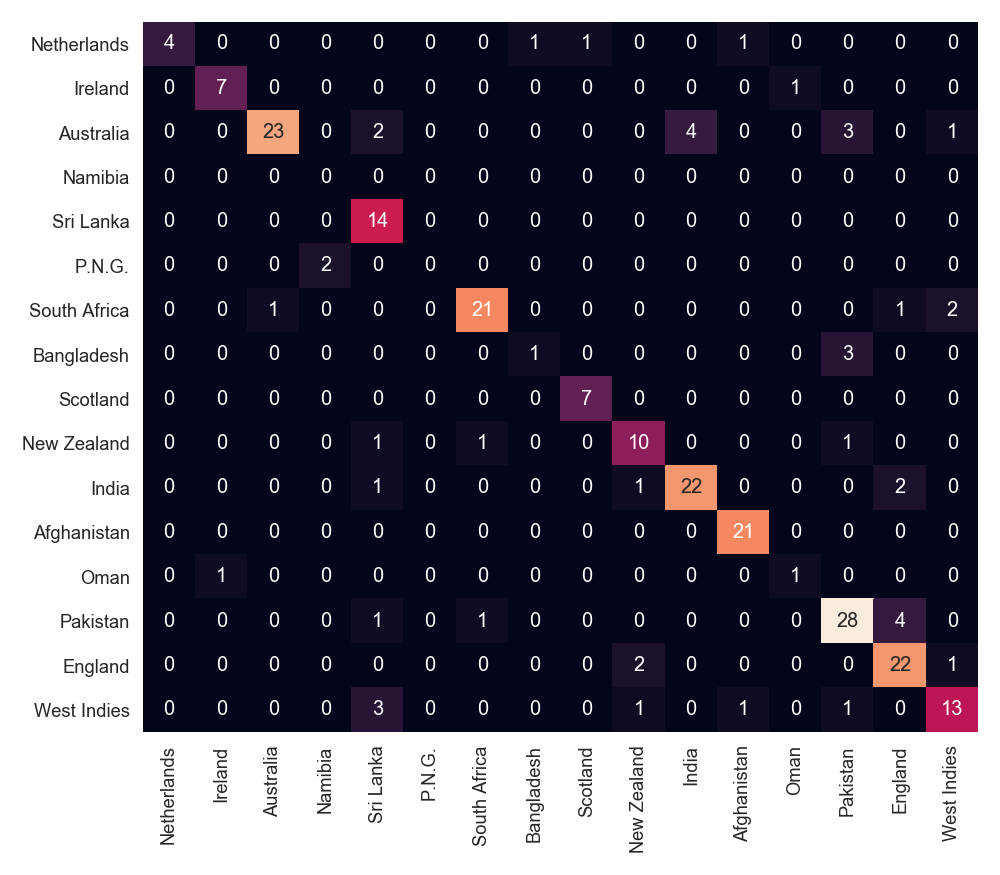 Netherlands 4 0 0 0 0 0 0 1 1 0 0 1 0 0 0 0
Ireland 0 7 0 0 0 0 0 0 0 0 0 0 1 0 0 0
Australia 0 0 23 0 2 0 0 0 0 0 4 0 0 3 0 1
Namibia 0 0 0 0 0 0 0 0 0 0 0 0 0 0 0 0
Sri Lanka 0 0 0 0 14 0 0 0 0 0 0 0 0 0 0 0
P.N.G. 0 0 0 2 0 0 0 0 0 0 0 0 0 0 0 0
South Africa 0 0 1 0 0 0 21 0 0 0 0 0 0 0 1 2
Bangladesh 0 0 0 0 0 0 0 1 0 0 0 0 0 3 0 0
Scotland 0 0 0 0 0 0 0 0 7 0 0 0 0 0 0 0
New Zealand 0 0 0 0 1 0 1 0 0 10 0 0 0 1 0 0
India 0 0 0 0 1 0 0 0 0 1 22 0 0 0 2 0
Afghanistan 0 0 0 0 0 0 0 0 0 0 0 21 0 0 0 0
Oman 0 1 0 0 0 0 0 0 0 0 0 0 1 0 0 0
Pakistan 0 0 0 0 1 0 1 0 0 0 0 0 0 28 4 0
England 0 0 0 0 0 0 0 0 0 2 0 0 0 0 22 1
West Indies 0 0 0 0 3 0 0 0 0 1 0 1 0 1 0 13
Netherlands
Ireland
Australia
Namibia
Sri Lanka
P.N.G.
South Africa
Bangladesh
Scotland
New Zealand
India
Afghanistan
Oman
Pakistan
England
West Indies